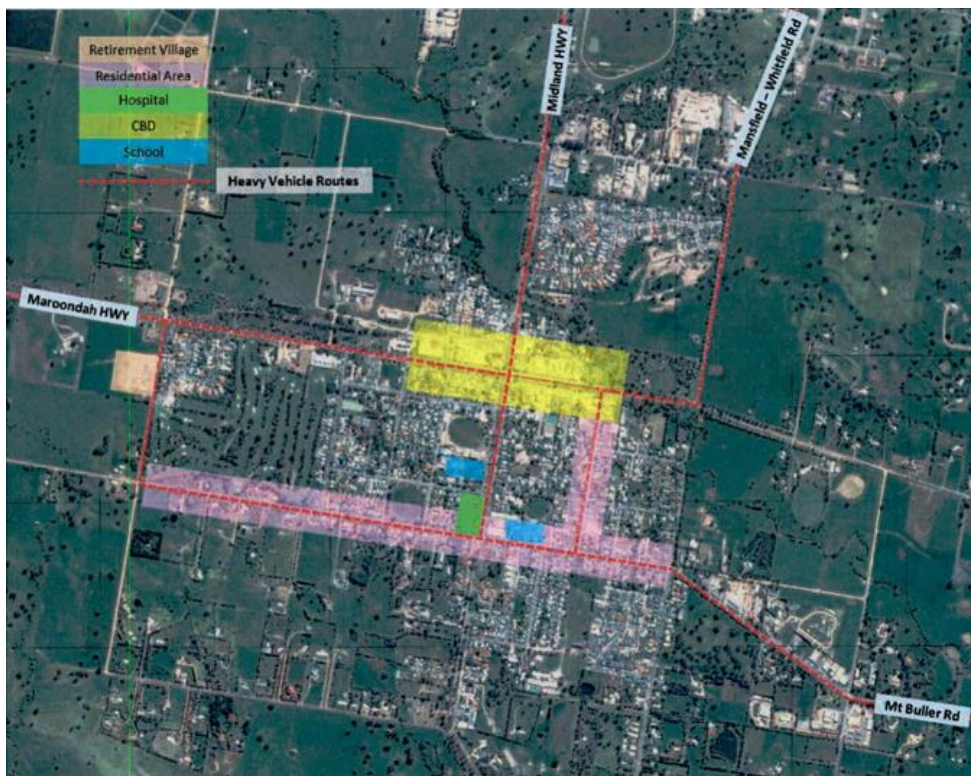 Retirement Village
Residential Area
Hospital
CBD
School
Heavy Vehicle Routes
Midland HWY
Mansfield – Whitfield Rd
Maroondah HWY
Mt Buller Rd